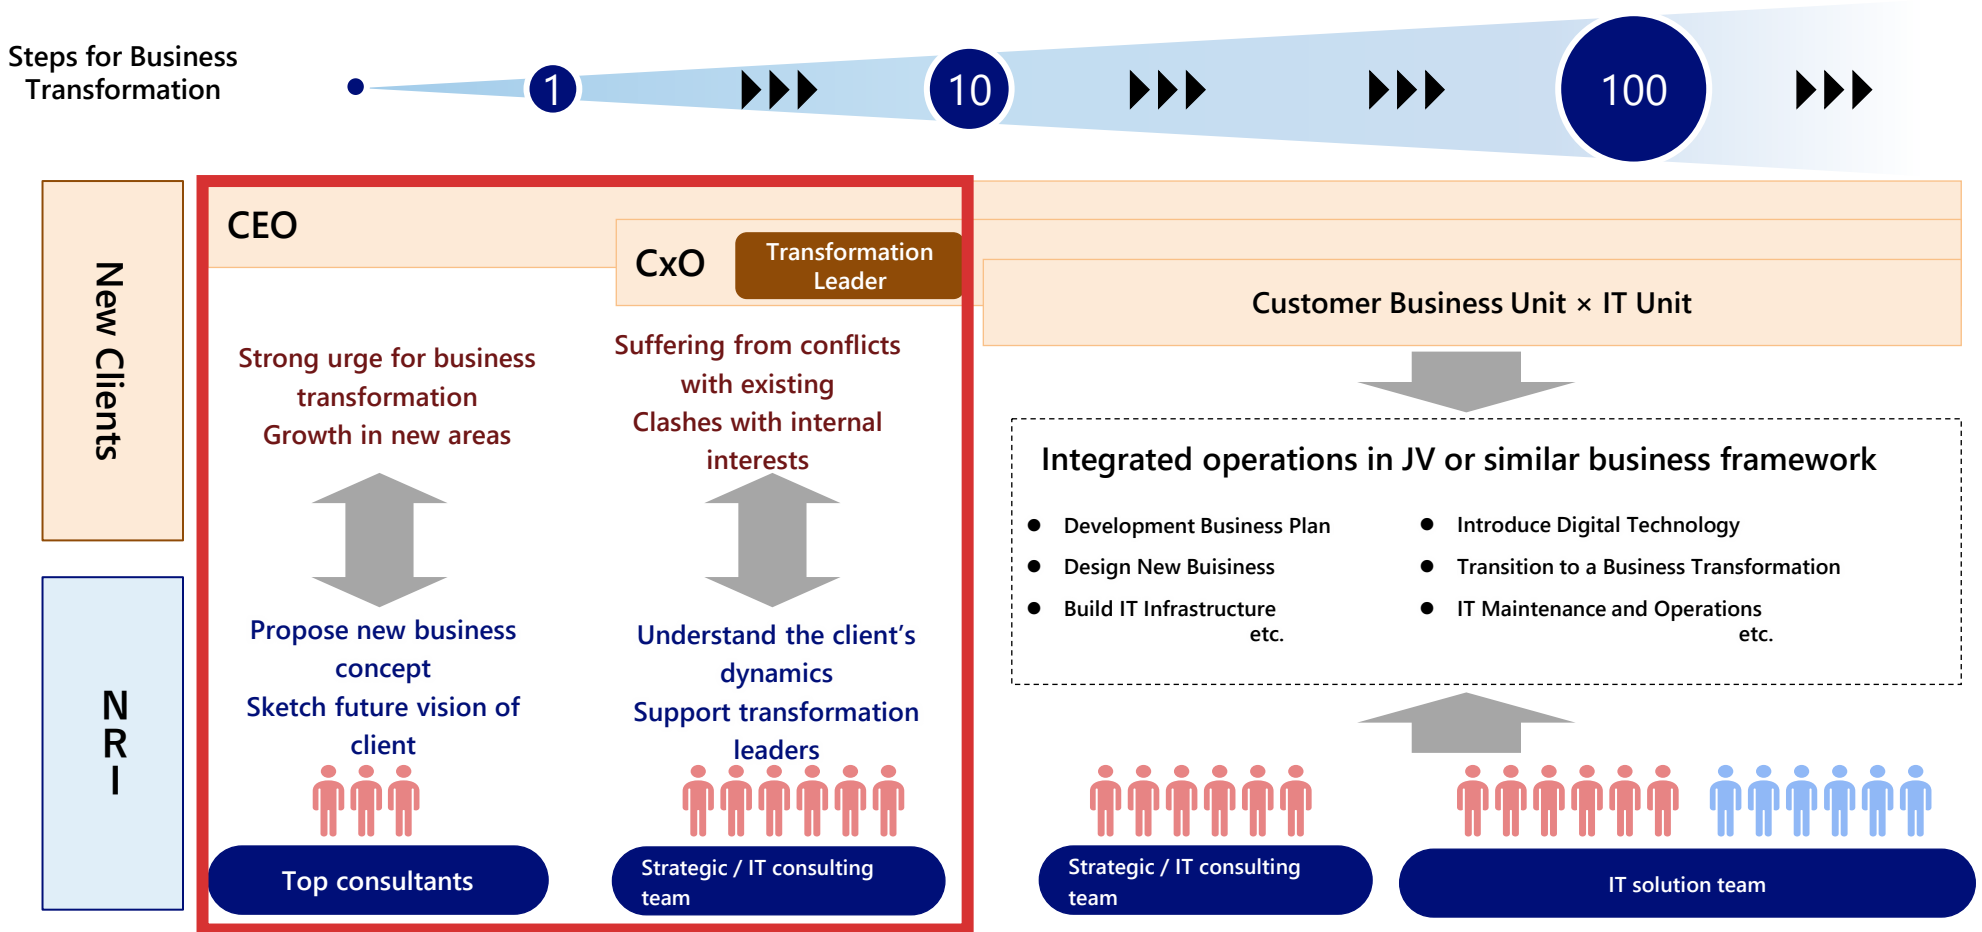 Steps for Business
Transformation
1
10
100
New Clients
CEO
CxO
Transformation
Leader
Customer Business Unit × IT Unit
Strong urge for business
transformation
Growth in new areas
Suffering from conflicts
with existing
Clashes with internal
interests
Integrated operations in JV or similar business framework
● Development Business Plan
● Design New Buisiness
● Build IT Infrastructure
etc.
● Introduce Digital Technology
● Transition to a Business Transformation
● IT Maintenance and Operations
etc.
NRI
Propose new business
concept
Sketch future vision of
client
Understand the client’s
dynamics
Support transformation
leaders
Top consultants
Strategic / IT consulting
team
Strategic / IT consulting
team
IT solution team